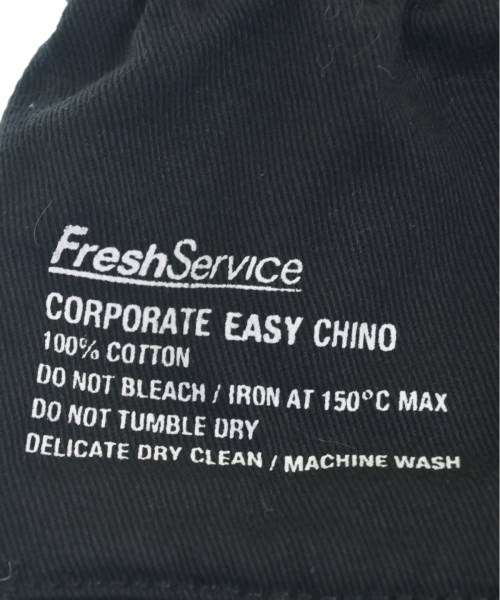 FreshService
CORPORATE EASY CHINO
100% COTTON
DO NOT BLEACH / IRON AT 150°C MAX
DO NOT TUMBLE DRY
DELICATE DRY CLEAN / MACHINE WASH